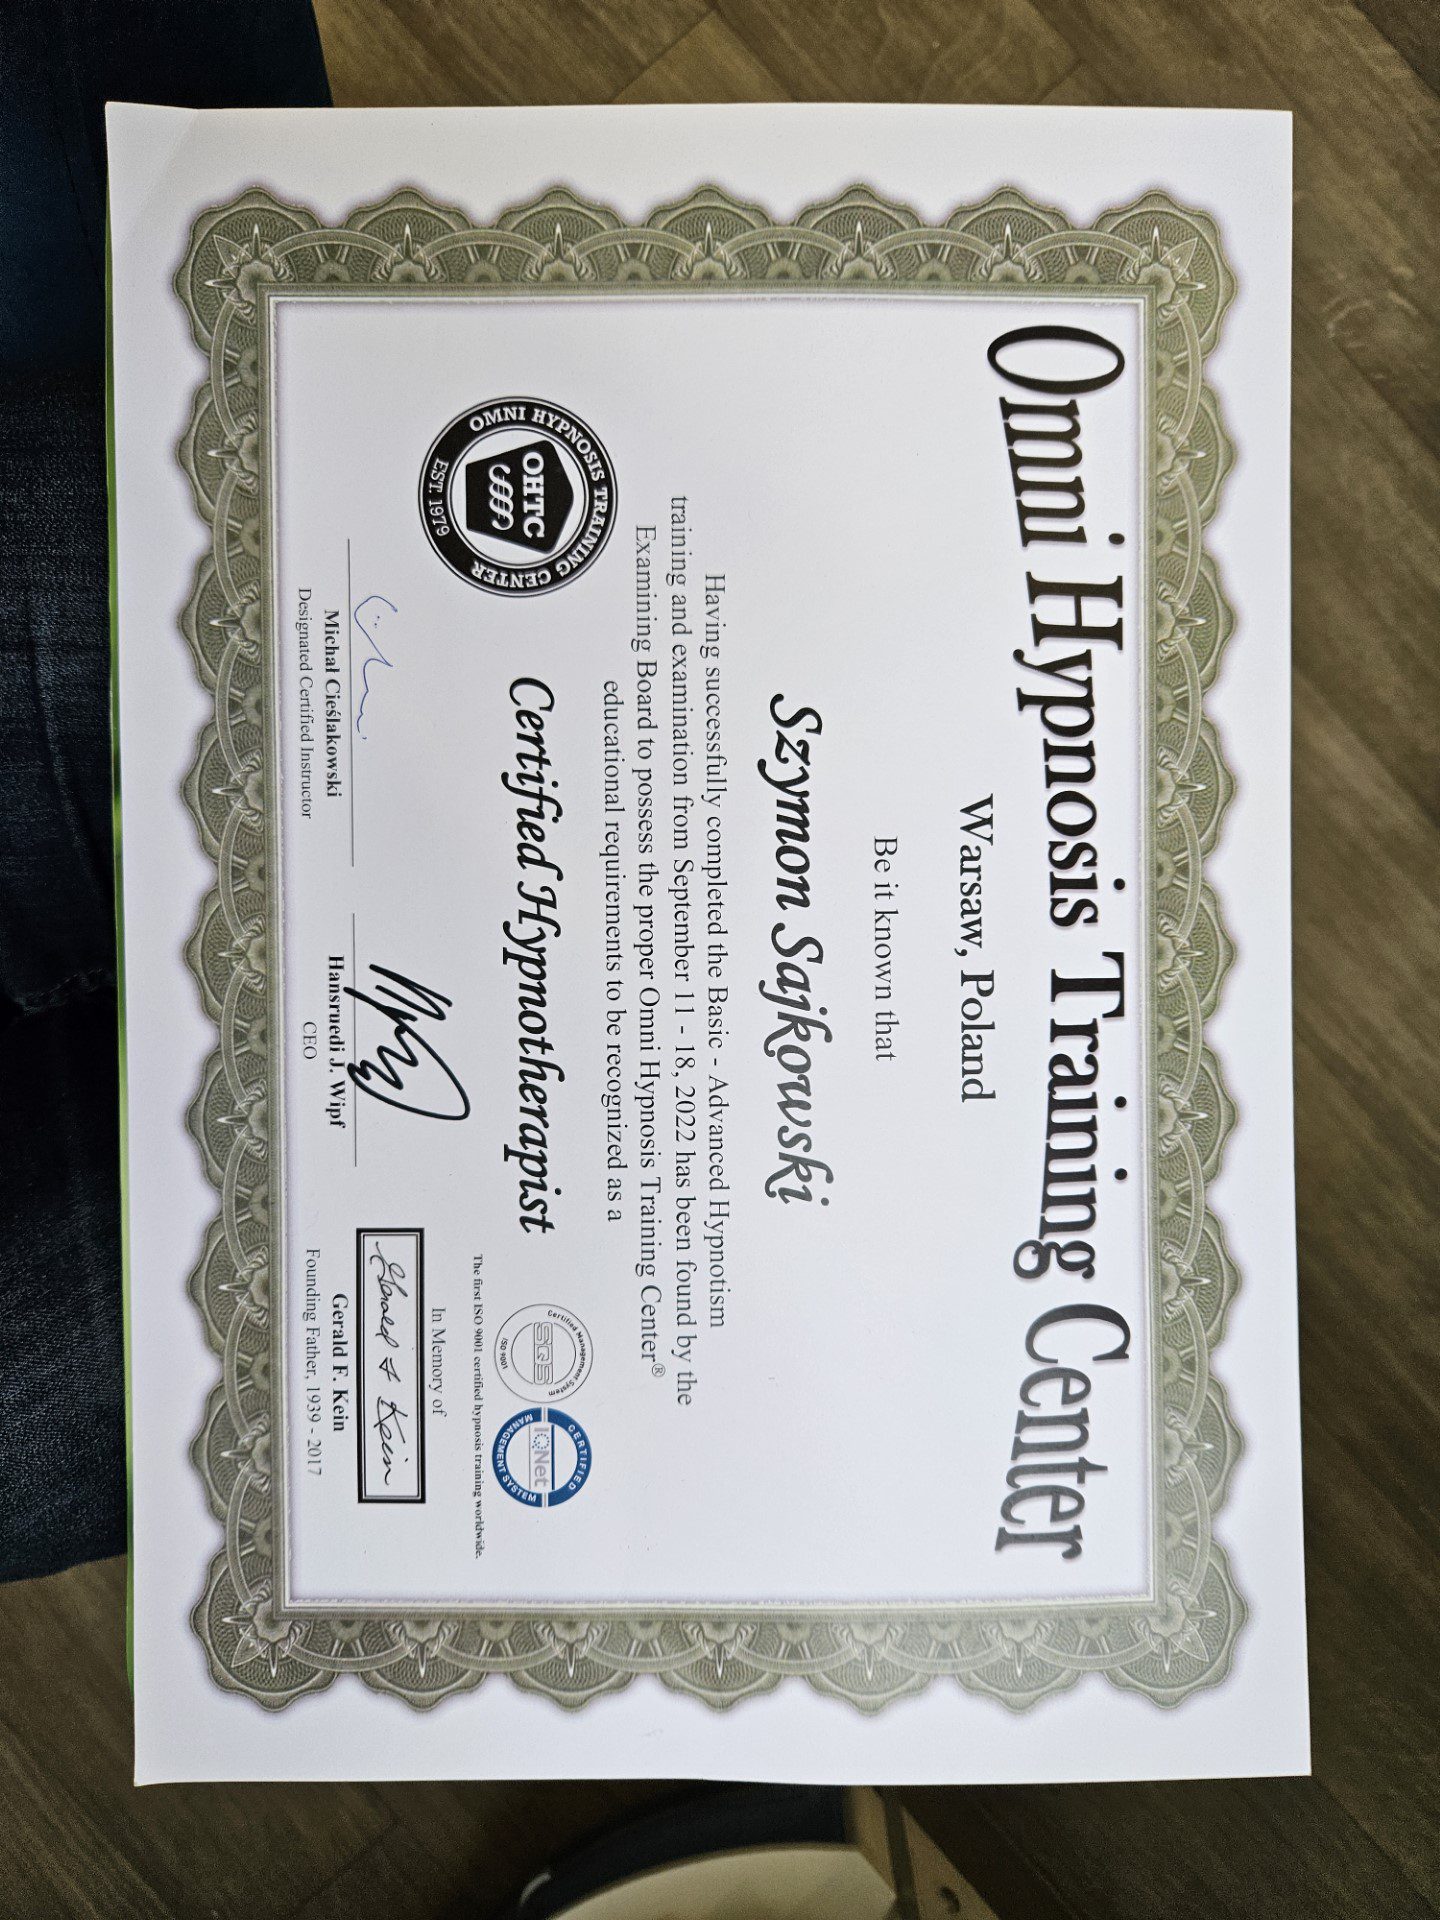 Omni Hypnosis Training Center
Warsaw, Poland
Be it known that
Szymon Sajkowski
Having successfully completed the Basic - Advanced Hypnotism
training and examination from September 11 - 18, 2022 has been found by the
Examining Board to possess the proper Omni Hypnosis Training Center®
educational requirements to be recognized as a
Certified Hypnotherapist
OMNI HYPNOSIS TRAINING CENTER
OHTC
EST. 1979
Certified Management System
SGS
ISO 9001
CERTIFIED
IQNet
MANAGEMENT SYSTEM
The first ISO 9001 certified hypnosis training worldwide.
In Memory of
Gerald F. Kein
Michał Cieślakowski
Designated Certified Instructor
Hansruedi J. Wipf
CEO
Gerald F. Kein
Founding Father, 1939 - 2017